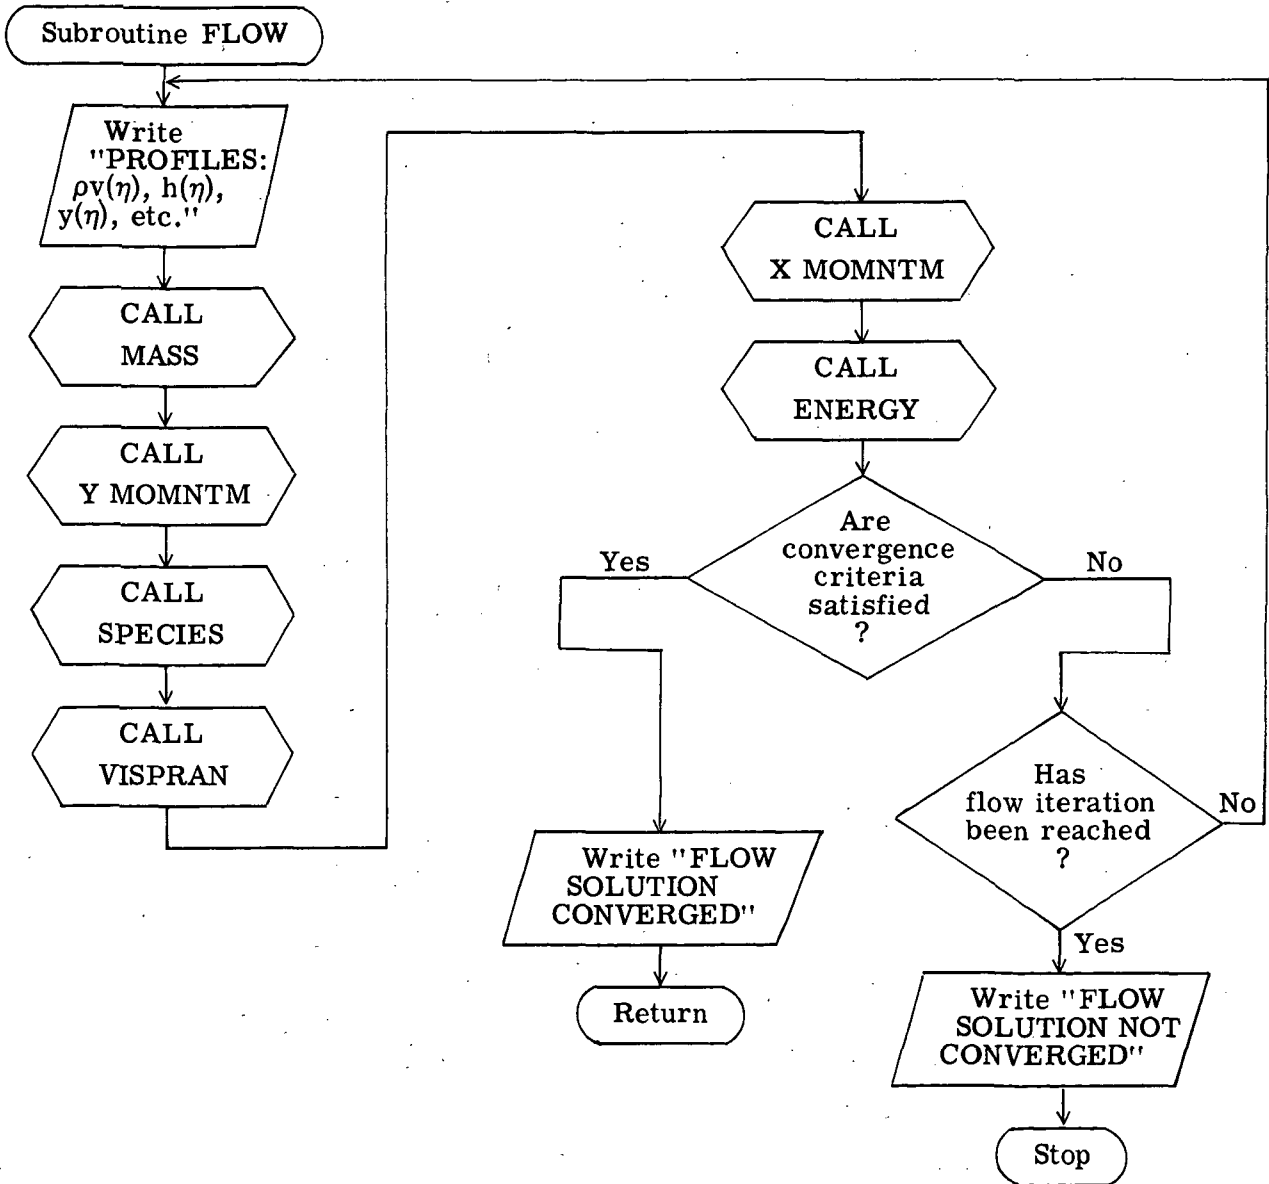 Subroutine FLOW
Write
"PROFILES:
ρv(η), h(η),
y(η), etc."
CALL
MASS
CALL
Y MOMNTM
CALL
SPECIES
CALL
VISPRAN
CALL
X MOMNTM
CALL
ENERGY
Are
convergence
criteria
satisfied
?
Yes
No
Write "FLOW
SOLUTION
CONVERGED"
Return
Has
flow iteration
been reached
?
No
Yes
Write "FLOW
SOLUTION NOT
CONVERGED"
Stop